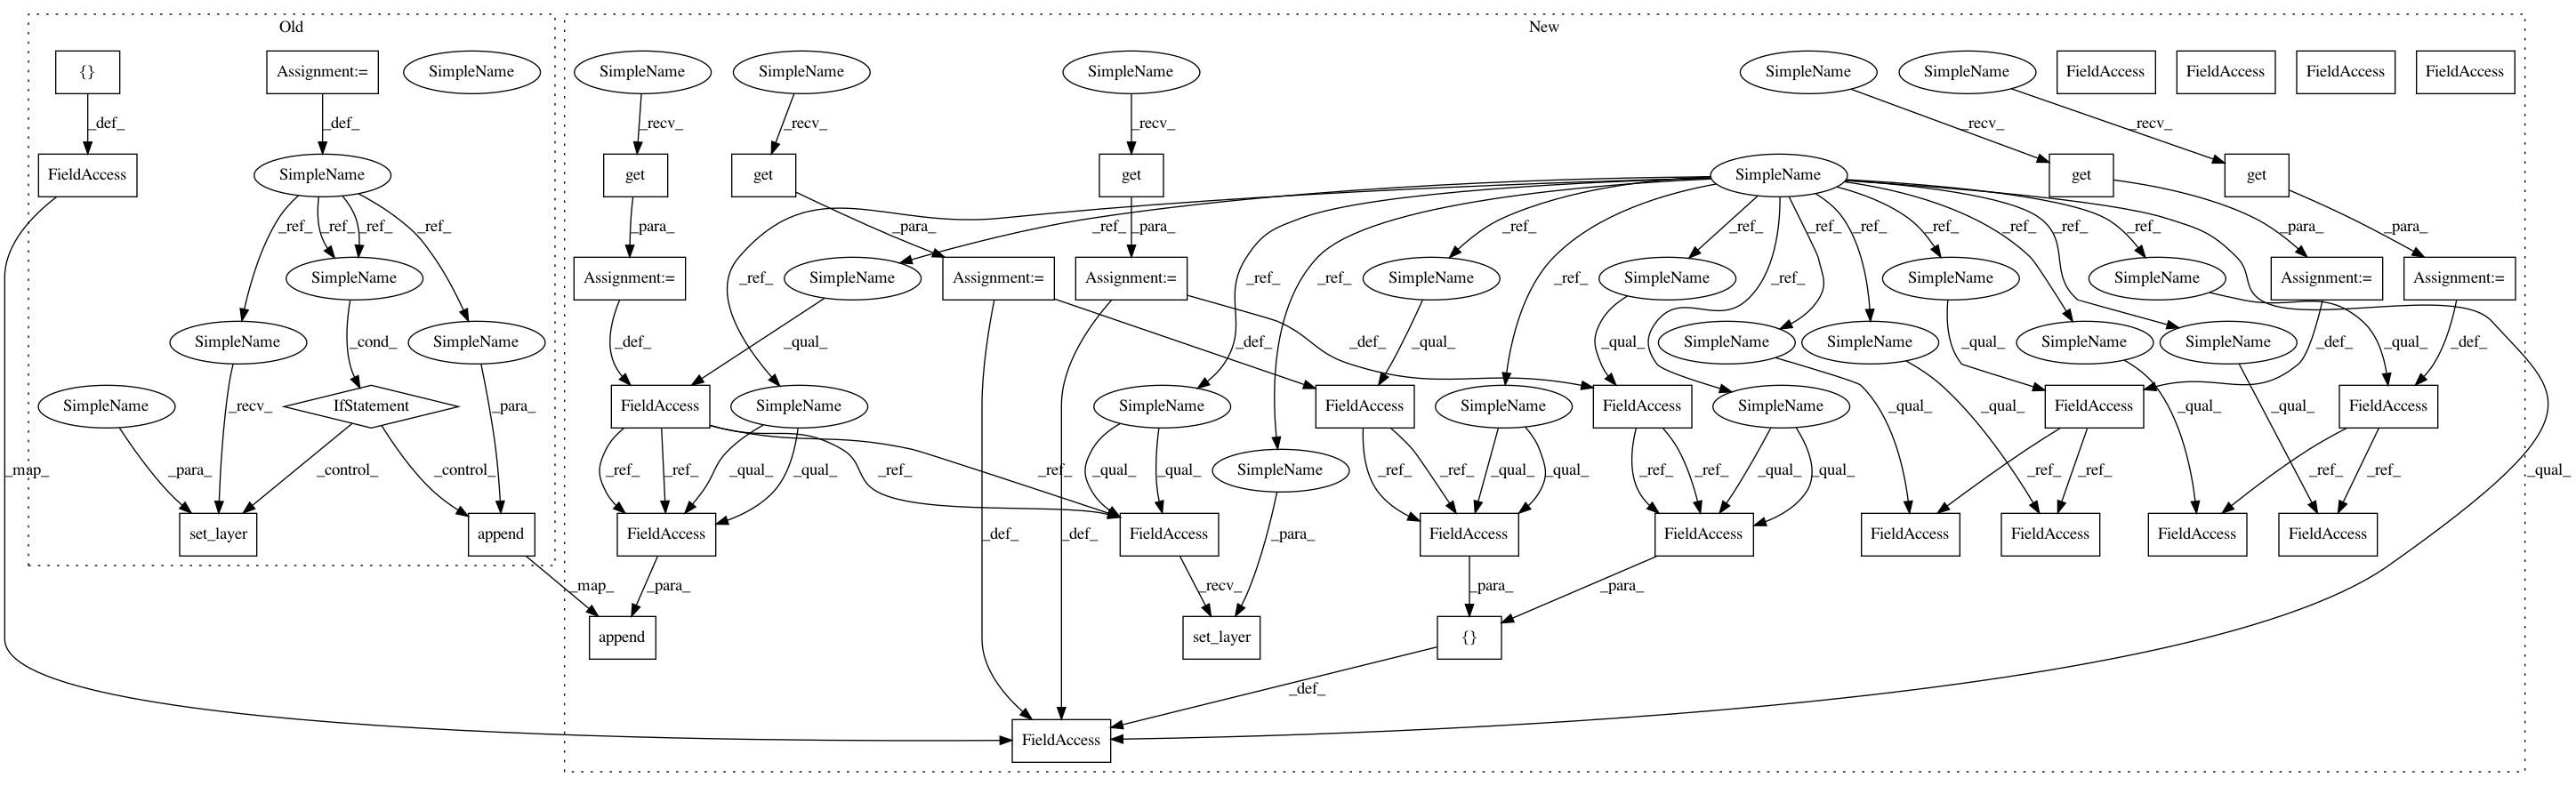 Old New
{} Assignment:= SimpleName SimpleName SimpleName SimpleName SimpleName SimpleName FieldAccess FieldAccess FieldAccess FieldAccess
_def_ _def_ _recv_ _recv_ _recv_ _recv_ _recv_
FieldAccess SimpleName get get get SimpleName get get
_ref_ _ref_ _ref_ _ref_ _para_ _para_ _para_ _ref_ _ref_ _ref_ _ref_ _ref_ _ref_ _ref_ _ref_ _ref_ _para_ _para_
SimpleName Assignment:= SimpleName Assignment:= Assignment:= SimpleName SimpleName SimpleName SimpleName Assignment:= Assignment:=
_ref_ _ref_ _ref_ _ref_ _ref_
SimpleName _cond_ SimpleName _def_ _qual_ _def_ _def_ _qual_ _qual_ SimpleName SimpleName _qual_ SimpleName SimpleName _def_ _qual_ _def_
SimpleName _recv_ IfStatement _para_ FieldAccess SimpleName SimpleName FieldAccess SimpleName FieldAccess SimpleName _qual_ _qual_ FieldAccess _qual_ _qual_ FieldAccess
_map_ _para_ _control_ _control_ _ref_ _ref_ _qual_ _qual_ _ref_ _ref_ _qual_ _qual_ SimpleName _ref_ _ref_ _qual_ _qual_ _ref_ _ref_ _qual_ _qual_ _ref_ _ref_ _ref_ _ref_ _qual_
set_layer append FieldAccess _def_ _def_ FieldAccess _para_ FieldAccess FieldAccess FieldAccess FieldAccess FieldAccess FieldAccess
_map_ _para_ _recv_ _para_ _para_
append set_layer {}
_def_
FieldAccess